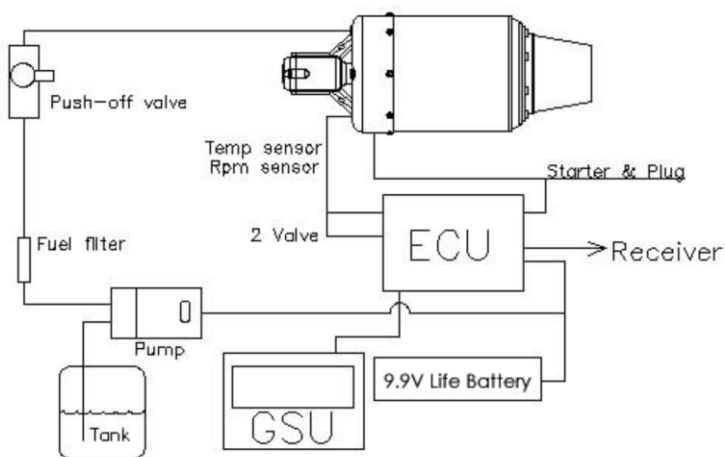 Push-off valve
Temp sensor
Rpm sensor
Starter & Plug
2 Valve
ECU
Receiver
Fuel filter
Pump
9.9V Life Battery
GSU
Tank